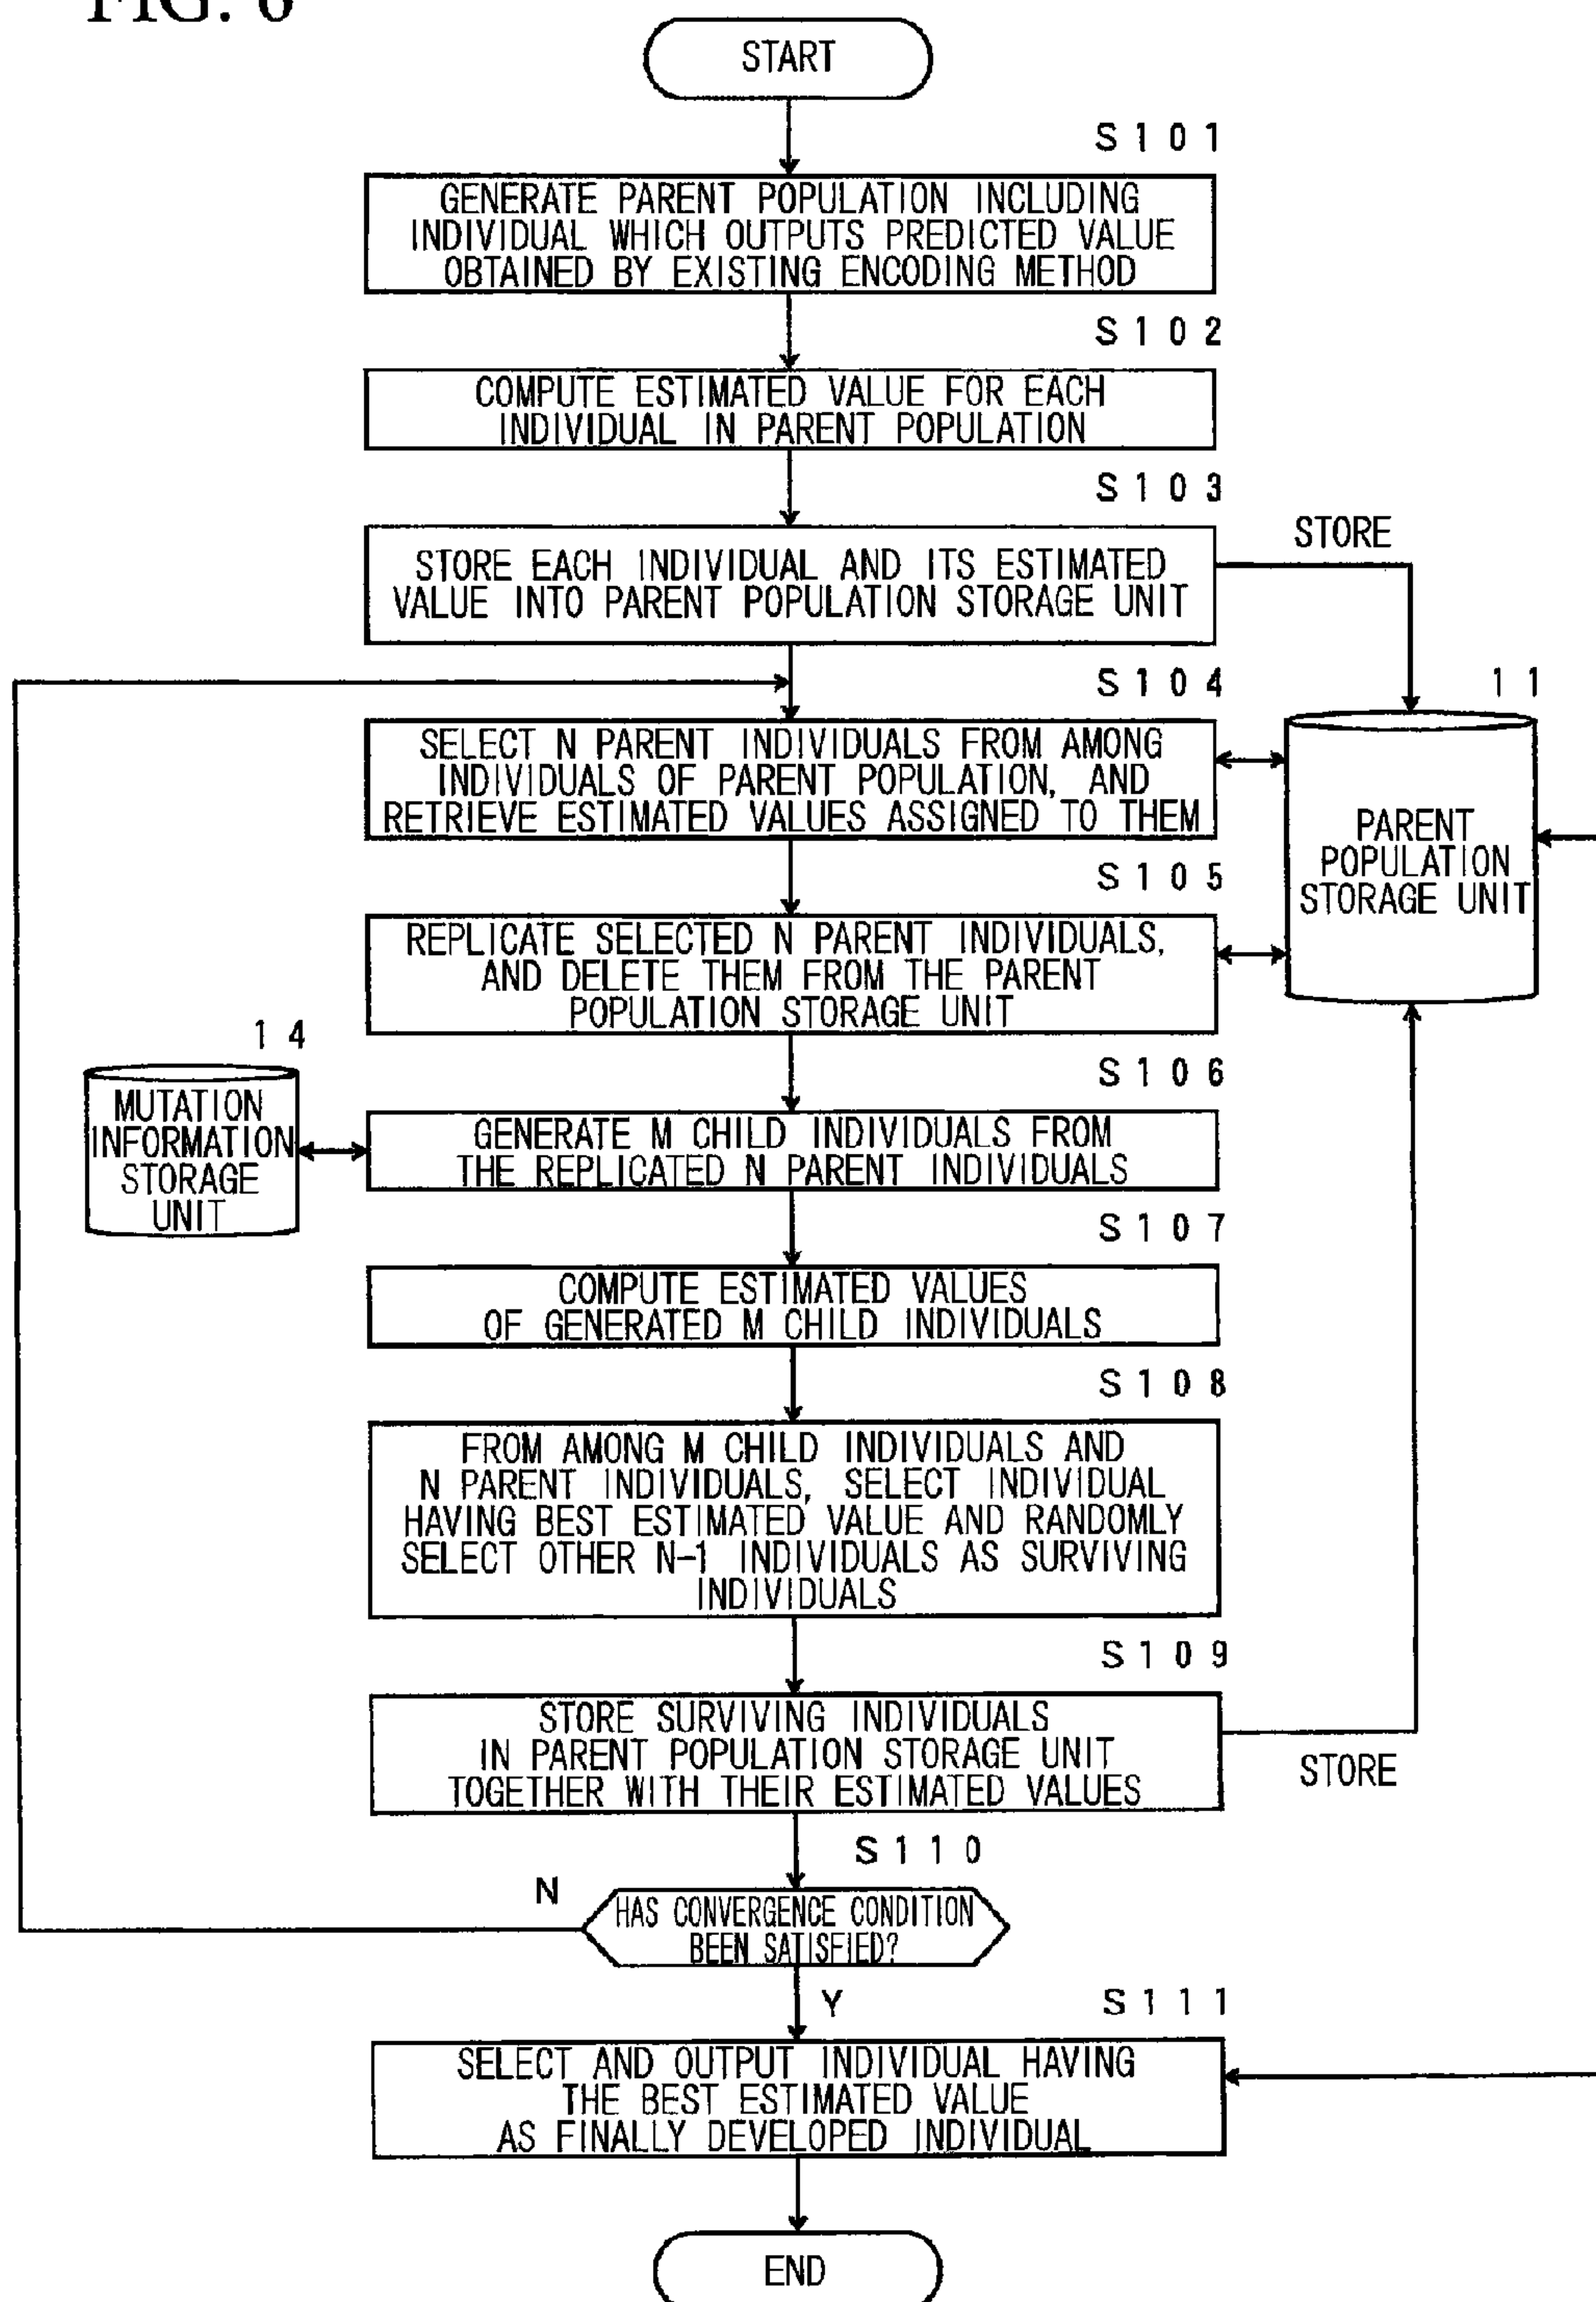 FIG. 6
START
S101
GENERATE PARENT POPULATION INCLUDING
INDIVIDUAL WHICH OUTPUTS PREDICTED VALUE
OBTAINED BY EXISTING ENCODING METHOD
S102
COMPUTE ESTIMATED VALUE FOR EACH
INDIVIDUAL IN PARENT POPULATION
S103
STORE EACH INDIVIDUAL AND ITS ESTIMATED
VALUE INTO PARENT POPULATION STORAGE UNIT
STORE
S104
SELECT N PARENT INDIVIDUALS FROM AMONG
INDIVIDUALS OF PARENT POPULATION, AND
RETRIEVE ESTIMATED VALUES ASSIGNED TO THEM
11
PARENT
POPULATION
STORAGE UNIT
S105
REPLICATE SELECTED N PARENT INDIVIDUALS,
AND DELETE THEM FROM THE PARENT
POPULATION STORAGE UNIT
14
MUTATION
INFORMATION
STORAGE
UNIT
S106
GENERATE M CHILD INDIVIDUALS FROM
THE REPLICATED N PARENT INDIVIDUALS
S107
COMPUTE ESTIMATED VALUES
OF GENERATED M CHILD INDIVIDUALS
S108
FROM AMONG M CHILD INDIVIDUALS AND
N PARENT INDIVIDUALS, SELECT INDIVIDUAL
HAVING BEST ESTIMATED VALUE AND RANDOMLY
SELECT OTHER N-1 INDIVIDUALS AS SURVIVING
INDIVIDUALS
S109
STORE SURVIVING INDIVIDUALS
IN PARENT POPULATION STORAGE UNIT
TOGETHER WITH THEIR ESTIMATED VALUES
STORE
S110
N
HAS CONVERGENCE CONDITION
BEEN SATISFIED?
Y
S111
SELECT AND OUTPUT INDIVIDUAL HAVING
THE BEST ESTIMATED VALUE
AS FINALLY DEVELOPED INDIVIDUAL
END